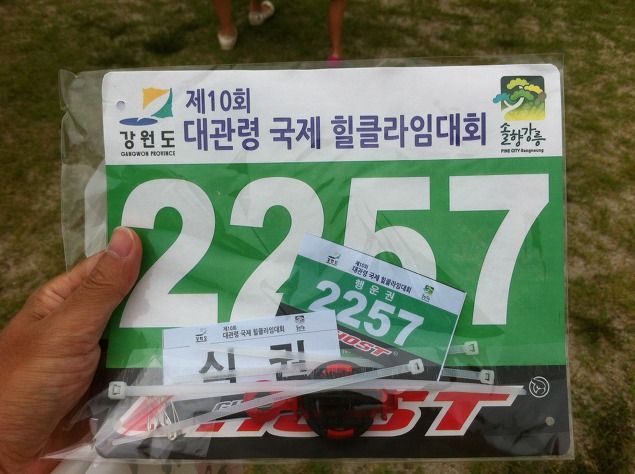 제10회
대관령 국제 힐클라임대회
강원도
GANGWON PROVINCE
솔향강릉
PINE CITY Gangneung
2257
제10회
대관령 국제 힐클라임대회
행운권
2257
제10회
대관령 국제 힐클라임대회
식권
GHOST